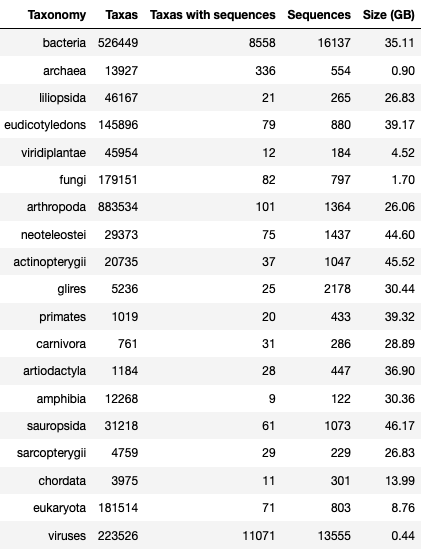 Taxonomy Taxas Taxas with sequences Sequences Size (GB)
bacteria 526449 8558 16137 35.11
archaea 13927 336 554 0.90
liliopsida 46167 21 265 26.83
eudicotyledons 145896 79 880 39.17
viridiplantae 45954 12 184 4.52
fungi 179151 82 797 1.70
arthropoda 883534 101 1364 26.06
neoteleostei 29373 75 1437 44.60
actinopterygii 20735 37 1047 45.52
glires 5236 25 2178 30.44
primates 1019 20 433 39.32
carnivora 761 31 286 28.89
artiodactyla 1184 28 447 36.90
amphibia 12268 9 122 30.36
sauropsida 31218 61 1073 46.17
sarcopterygii 4759 29 229 26.83
chordata 3975 11 301 13.99
eukaryota 181514 71 803 8.76
viruses 223526 11071 13555 0.44